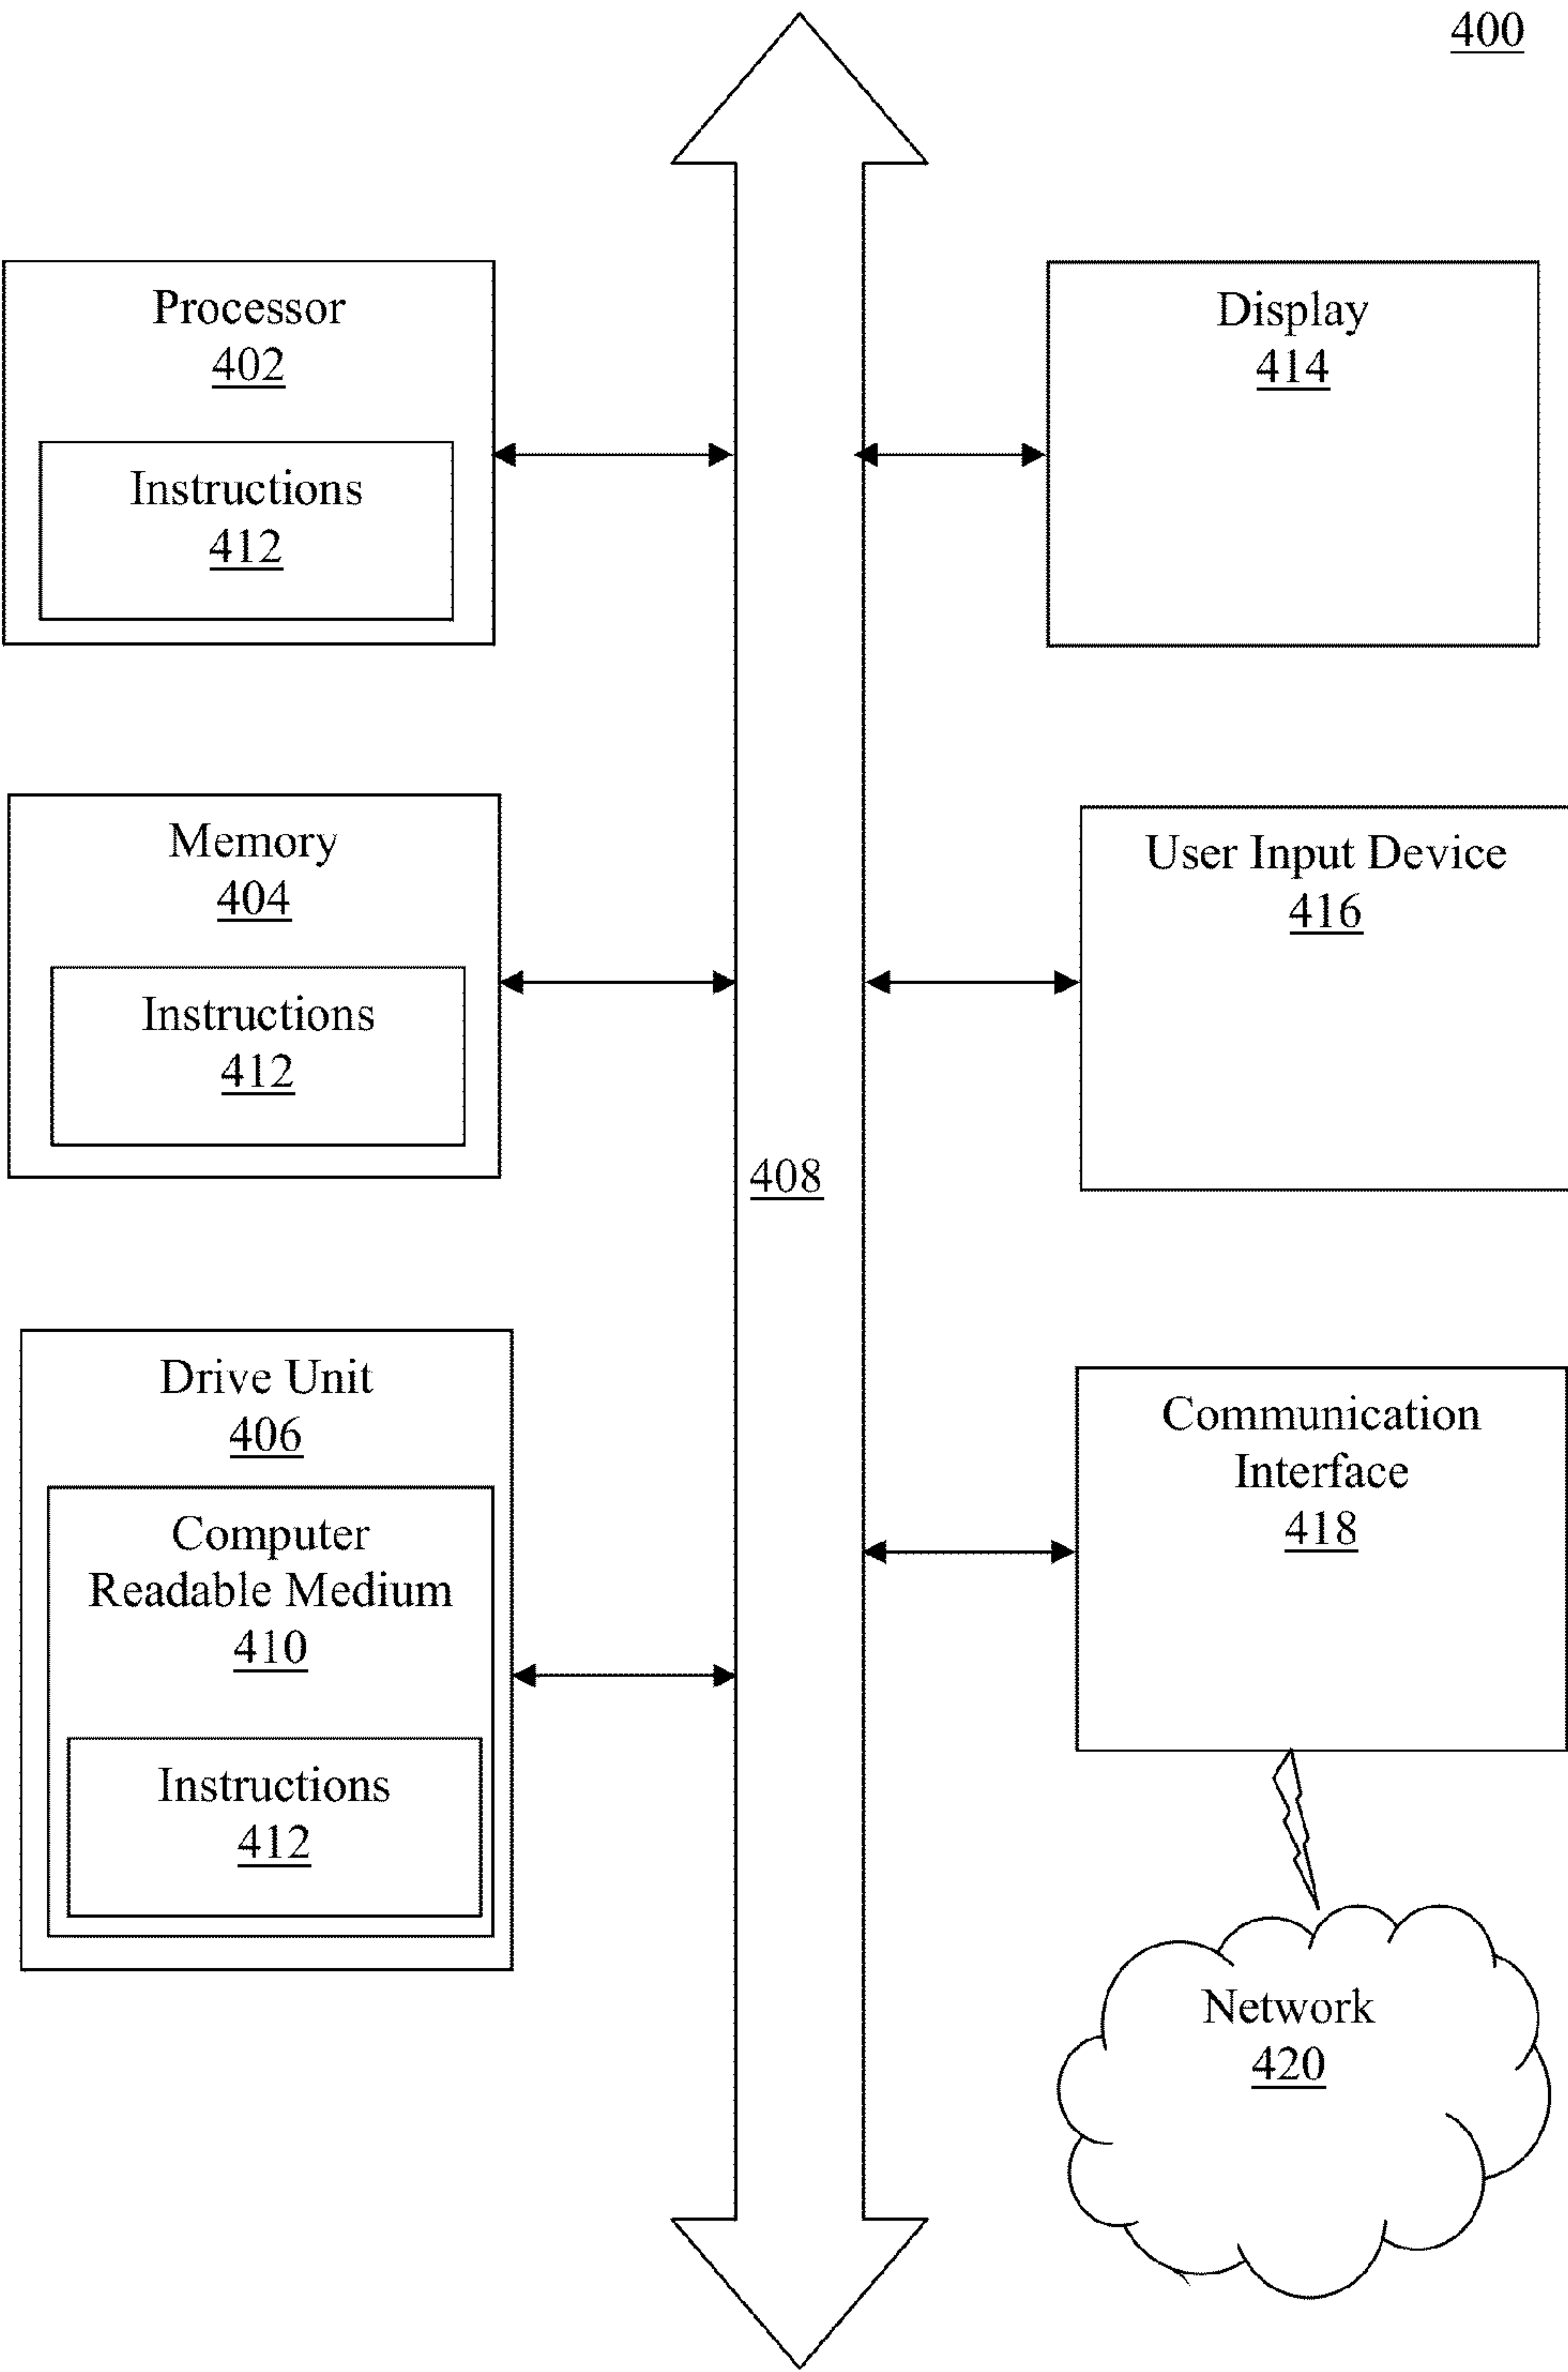 400
Processor
402
Instructions
412
Memory
404
Instructions
412
Drive Unit
406
Computer
Readable Medium
410
Instructions
412
408
Display
414
User Input Device
416
Communication
Interface
418
Network
420